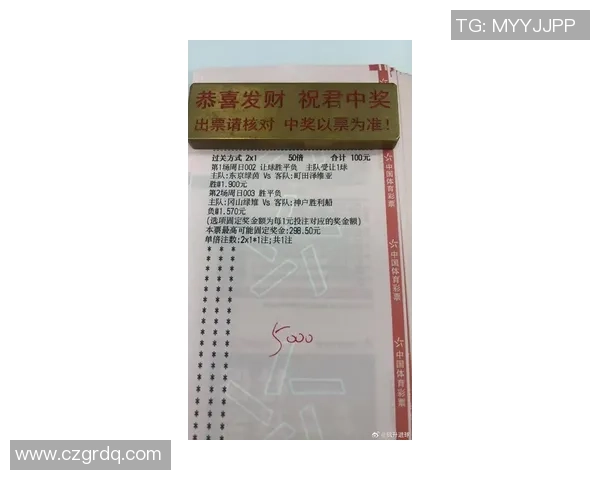 TG: MYYJJPP
恭喜发财 祝君中奖
出票请核对 中奖以票为准!
过关方式 2x1 50倍 合计 100元
第1场周日002 让球胜平负 主队受让1球
主队:东京绿茵 Vs 客队:町田泽维亚
胜@1.900元
第2场周日003 胜平负
主队:冈山绿雉 Vs 客队:神户胜利船
负@1.570元
(选项固定奖金额为每1元投注对应的奖金额)
本票最高可能固定奖金:298.50元
单倍注数:2x1*1注;共1注
5000
中国体育彩票
中国体育彩票
www.czgrdq.com